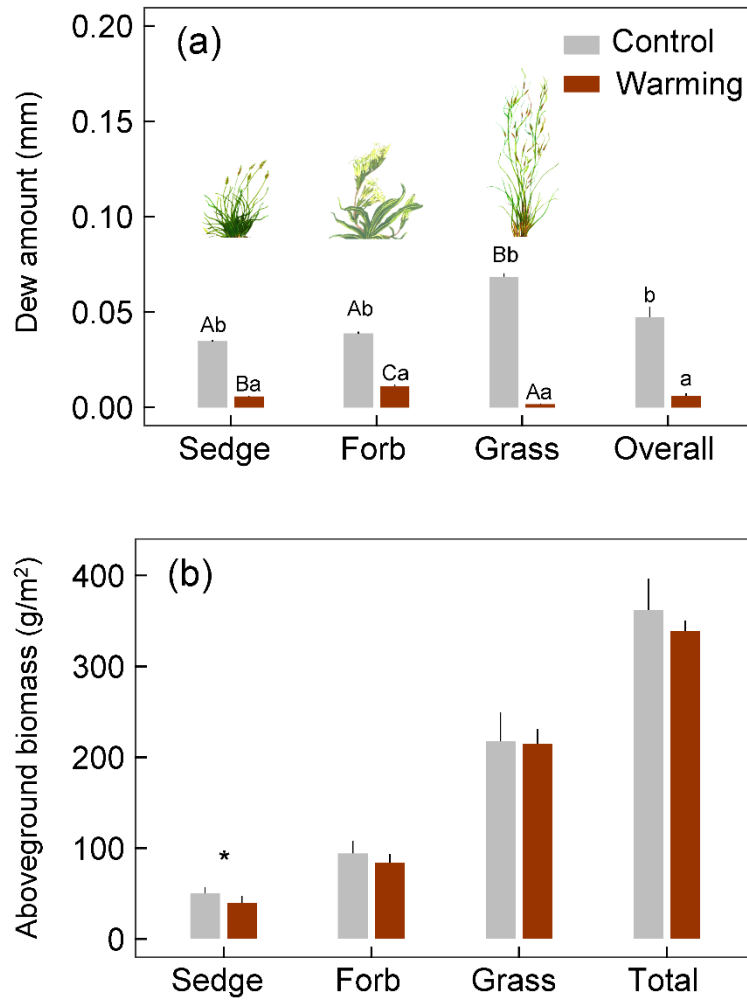 (a)
Control
Warming
Dew amount (mm)
0.20
0.15
0.10
0.05
0.00
Ab
Ba
Ab
Ca
Bb
Aa
b
a
Sedge Forb Grass Overall
(b)
Aboveground biomass (g/m²)
400
300
200
100
0
*
Sedge Forb Grass Total